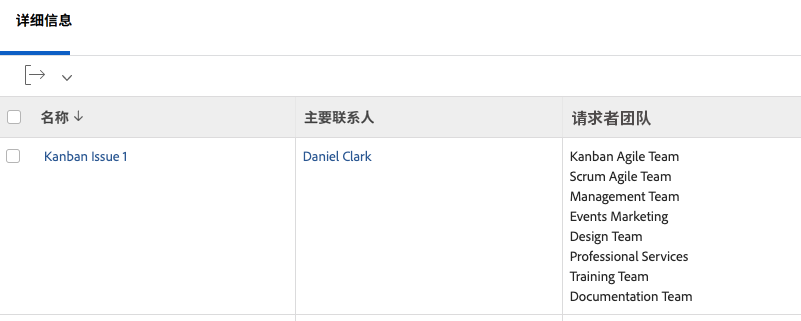 详细信息
名称
主要联系人
请求者团队
Kanban Issue 1
Daniel Clark
Kanban Agile Team
Scrum Agile Team
Management Team
Events Marketing
Design Team
Professional Services
Training Team
Documentation Team